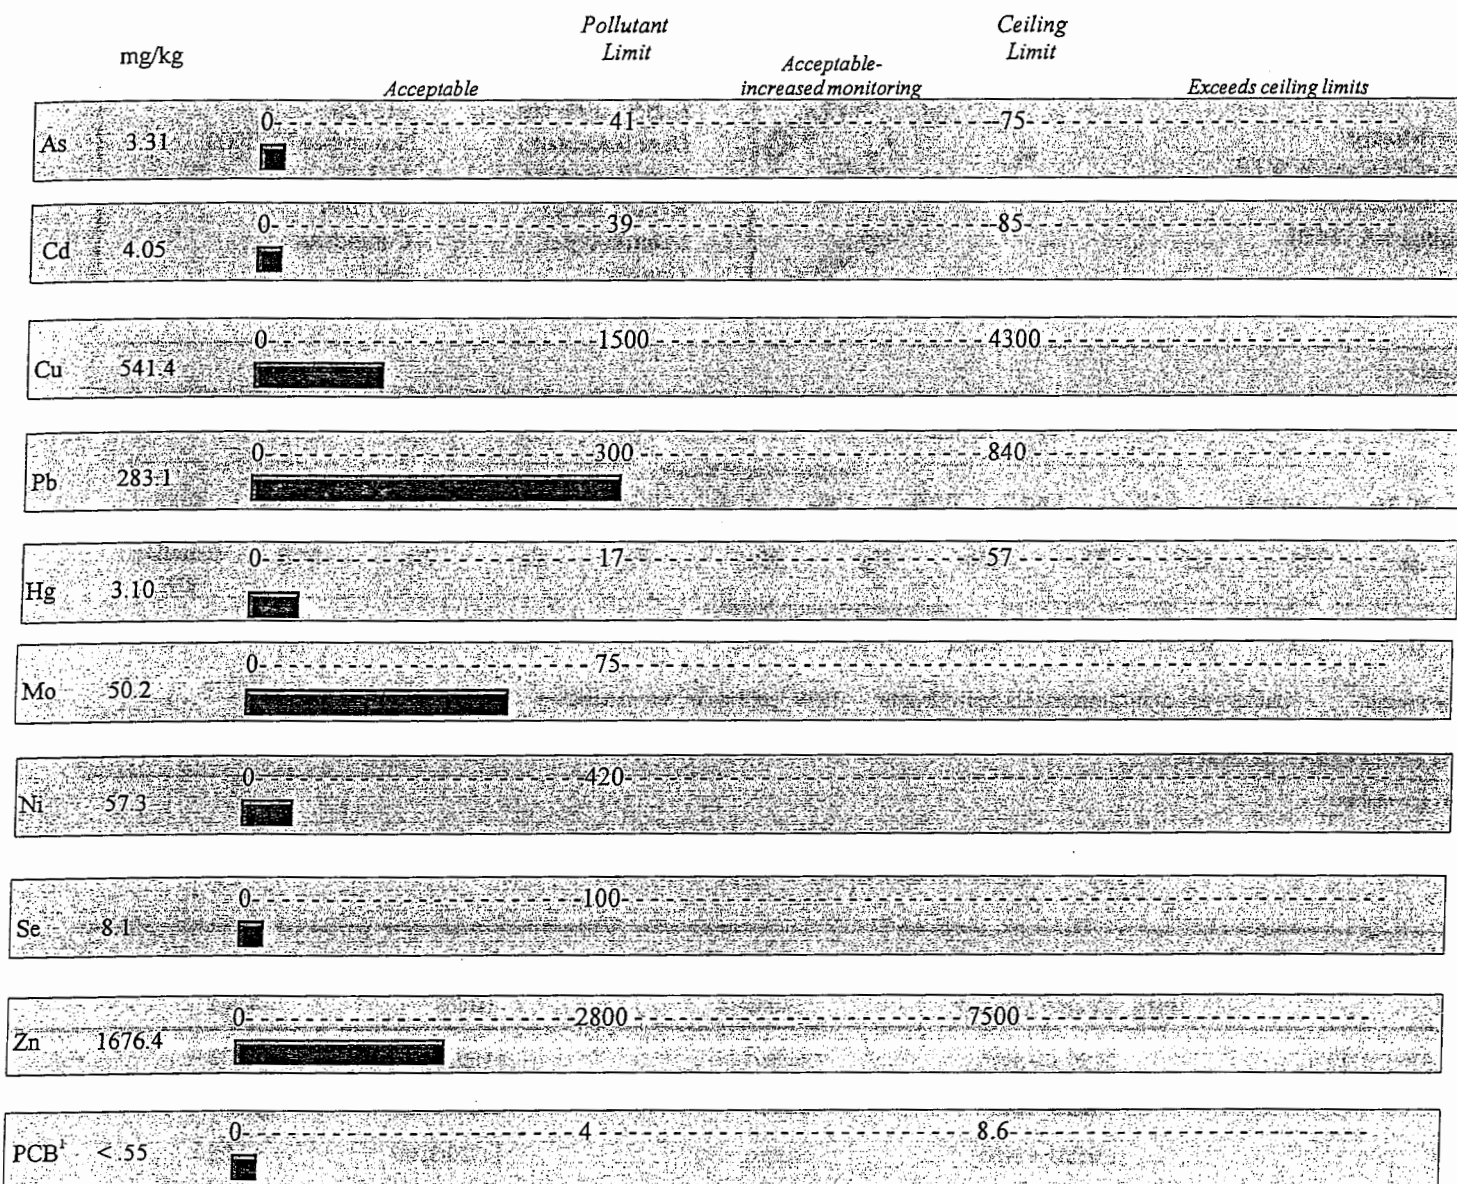 Pollutant Ceiling
mg/kg Limit Limit
Acceptable-
Acceptable increased monitoring Exceeds ceiling limits
0 41 75
As 3.31
0 39 85
Cd 4.05
0 1500 4300
Cu 541.4
0 300 840
Pb 283.1
0 17 57
Hg 3.10
0 75
Mo 50.2
0 420
Ni 57.3
0 100
Se 8.1
0 2800 7500
Zn 1676.4
0 4 8.6
PCB¹ < .55